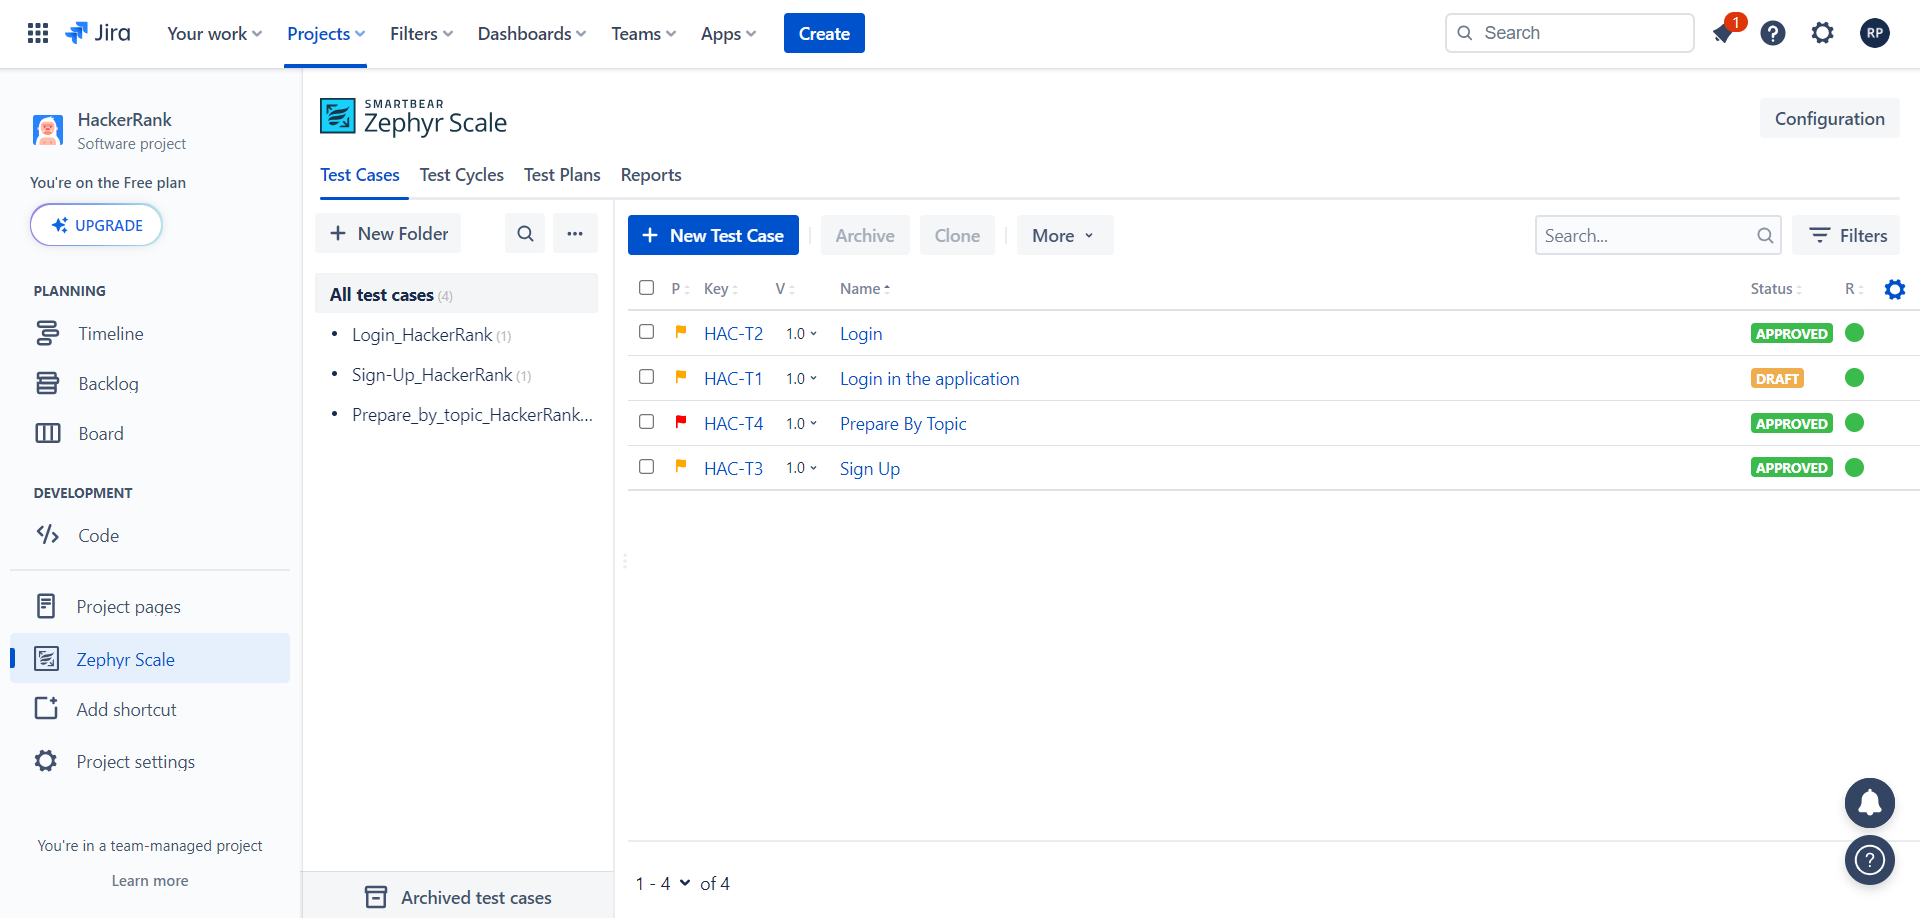 Jira
Your work
Projects
Filters
Dashboards
Teams
Apps
Create
Search
1
RP
HackerRank
Software project
You're on the Free plan
UPGRADE
PLANNING
Timeline
Backlog
Board
DEVELOPMENT
Code
Project pages
Zephyr Scale
Add shortcut
Project settings
You're in a team-managed project
Learn more
SMARTBEAR
Zephyr Scale
Configuration
Test Cases
Test Cycles
Test Plans
Reports
+ New Folder
...
All test cases (4)
• Login_HackerRank (1)
• Sign-Up_HackerRank (1)
• Prepare_by_topic_HackerRank...
Archived test cases
+ New Test Case
Archive
Clone
More
Search...
Filters
P Key V Name Status R
HAC-T2 1.0 Login APPROVED
HAC-T1 1.0 Login in the application DRAFT
HAC-T4 1.0 Prepare By Topic APPROVED
HAC-T3 1.0 Sign Up APPROVED
1 - 4 of 4
?